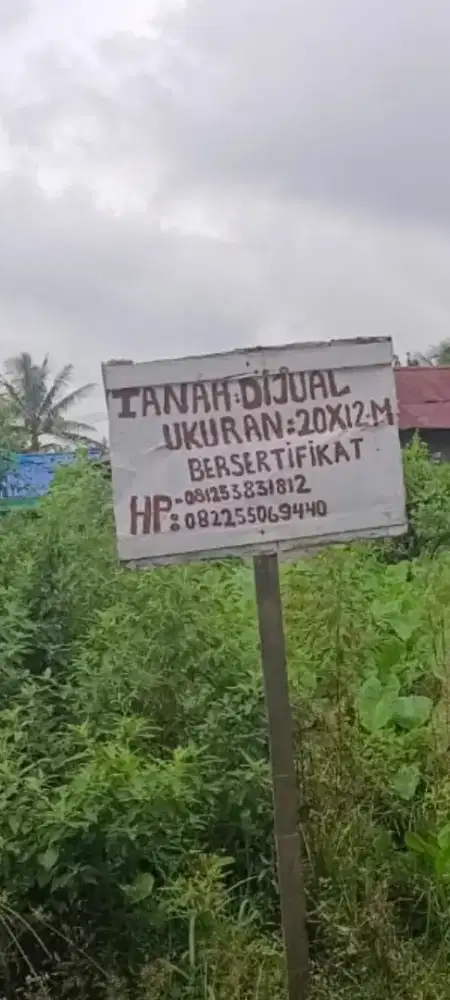 TANAH:DIJUAL
UKURAN:20X12.M
BERSERTIFIKAT
HP:-081253831812
082255069440